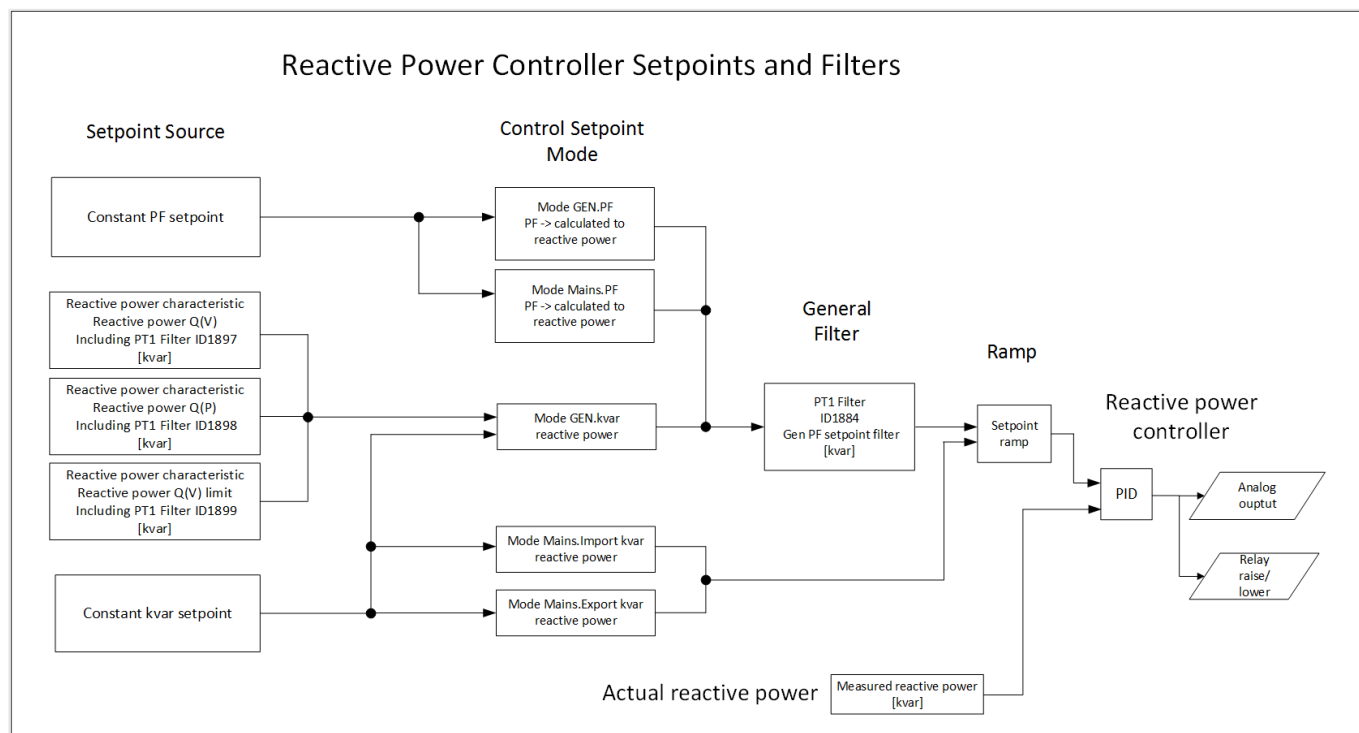 Reactive Power Controller Setpoints and Filters
Setpoint Source
Control Setpoint
Mode
Constant PF setpoint
Mode GEN.PF
PF -> calculated to
reactive power
Mode Mains.PF
PF -> calculated to
reactive power
Reactive power characteristic
Reactive power Q(V)
Including PT1 Filter ID1897
[kvar]
Reactive power characteristic
Reactive power Q(P)
Including PT1 Filter ID1898
[kvar]
Reactive power characteristic
Reactive power Q(V) limit
Including PT1 Filter ID1899
[kvar]
Constant kvar setpoint
Mode GEN.kvar
reactive power
Mode Mains.Import kvar
reactive power
Mode Mains.Export kvar
reactive power
General
Filter
PT1 Filter
ID1884
Gen PF setpoint filter
[kvar]
Ramp
Setpoint
ramp
Reactive power
controller
PID
Analog
ouptut
Relay
raise/
lower
Actual reactive power
Measured reactive power
[kvar]